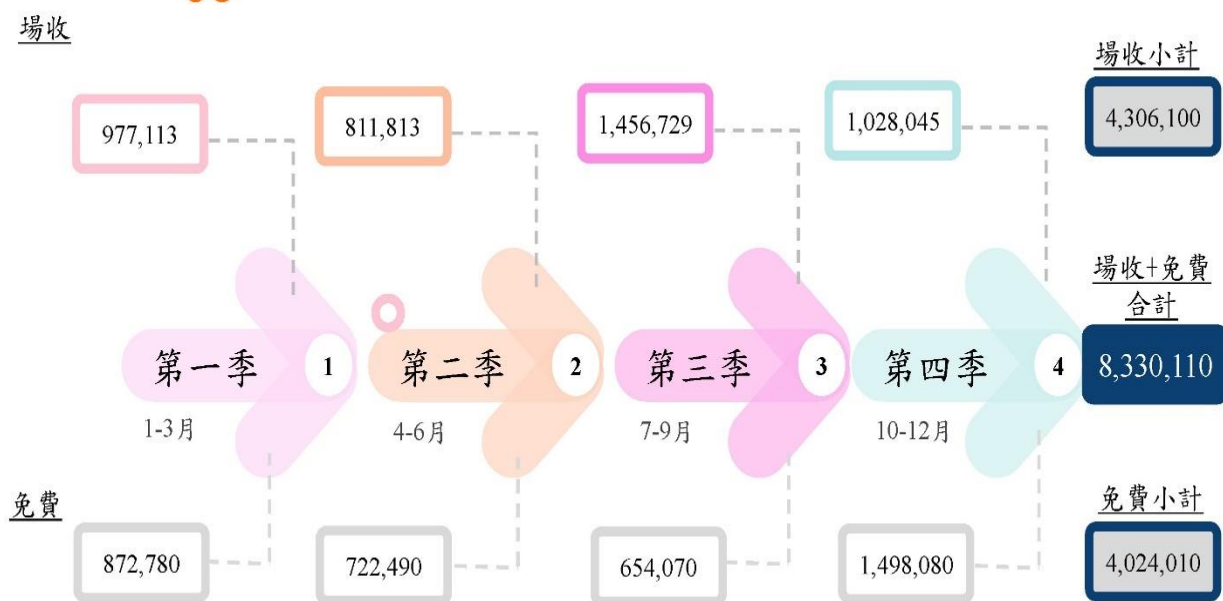 場收
場收小計
977,113
811,813
1,456,729
1,028,045
4,306,100
場收+免費
合計
第一季
1
第二季
2
第三季
3
第四季
4
8,330,110
1-3月
4-6月
7-9月
10-12月
免費
免費小計
872,780
722,490
654,070
1,498,080
4,024,010